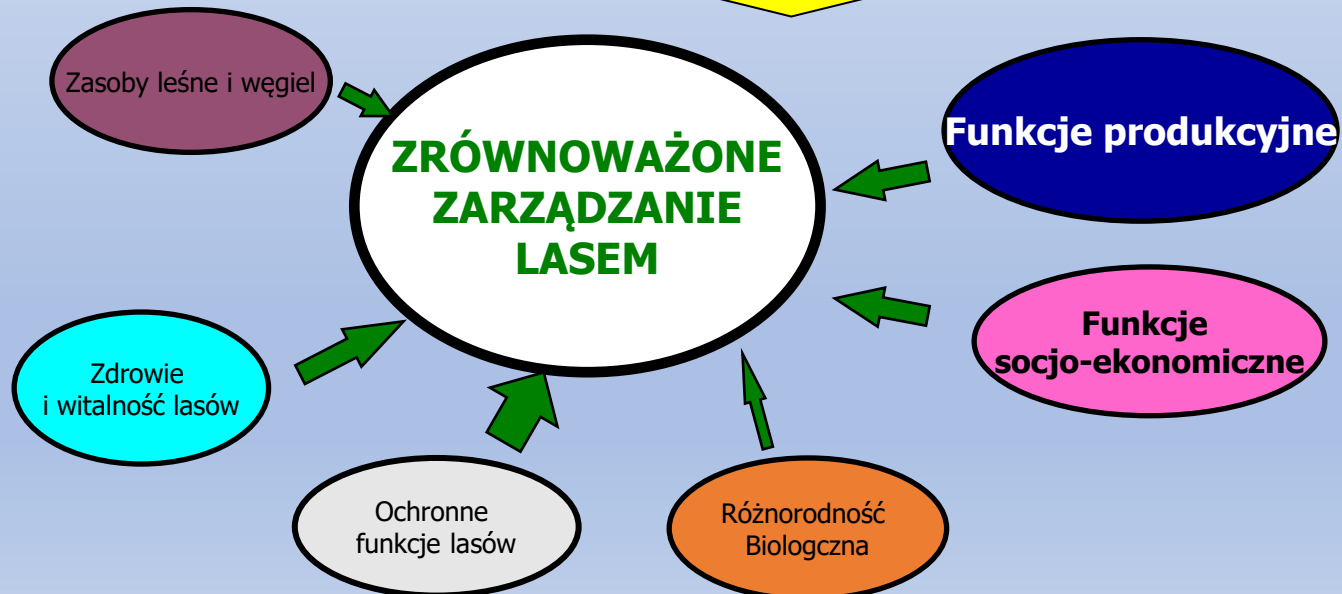 Zasoby leśne i węgiel
ZRÓWNOWAŻONE
ZARZĄDZANIE
LASEM
Funkcje produkcyjne
Funkcje
socjo-ekonomiczne
Zdrowie
i witalność lasów
Ochronne
funkcje lasów
Różnorodność
Biologczna